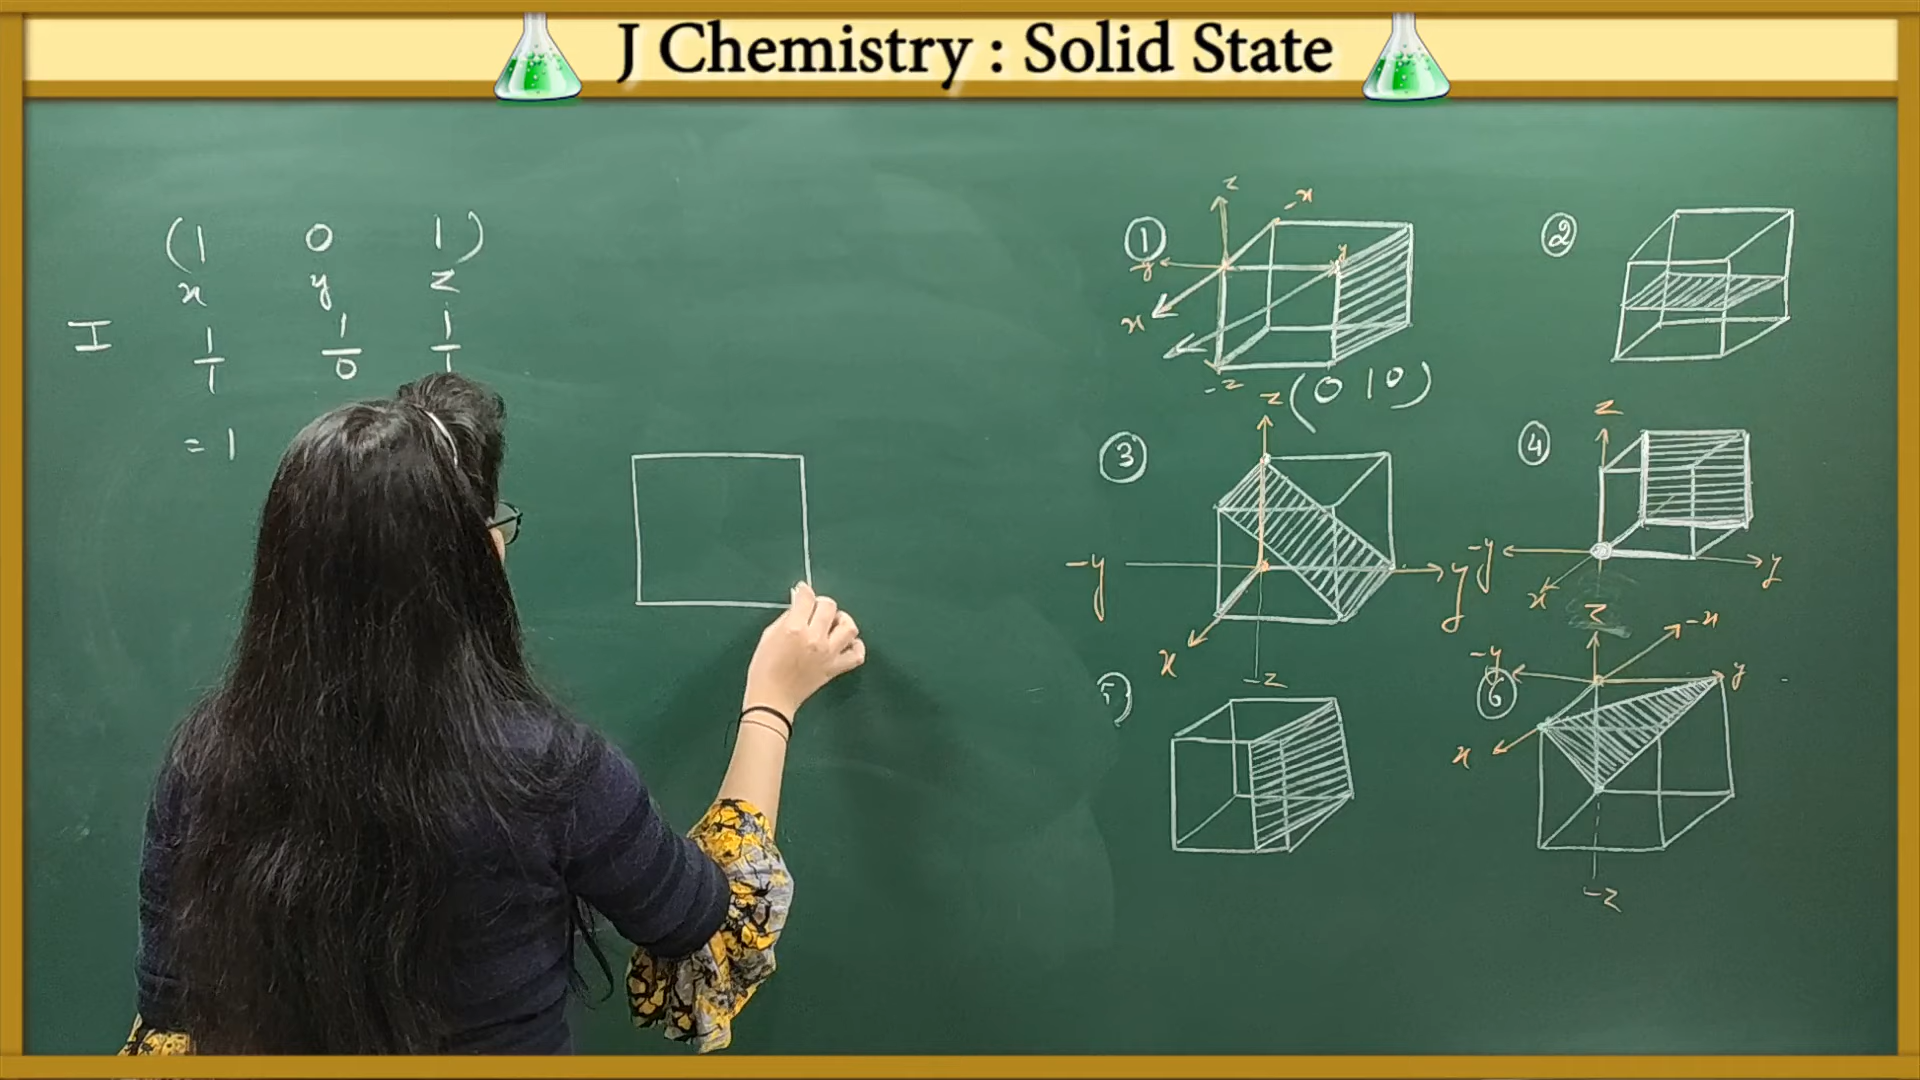 J Chemistry : Solid State
(1 0 1)
x y z
I 1/1 1/0 1/1
= 1
①
z
-x
-y
y
x
-z
(0 1 0)
②
③
z
-y
y
x
-z
④
z
-y
y
x
5)
⑥
z
-x
-y
y
x
-z